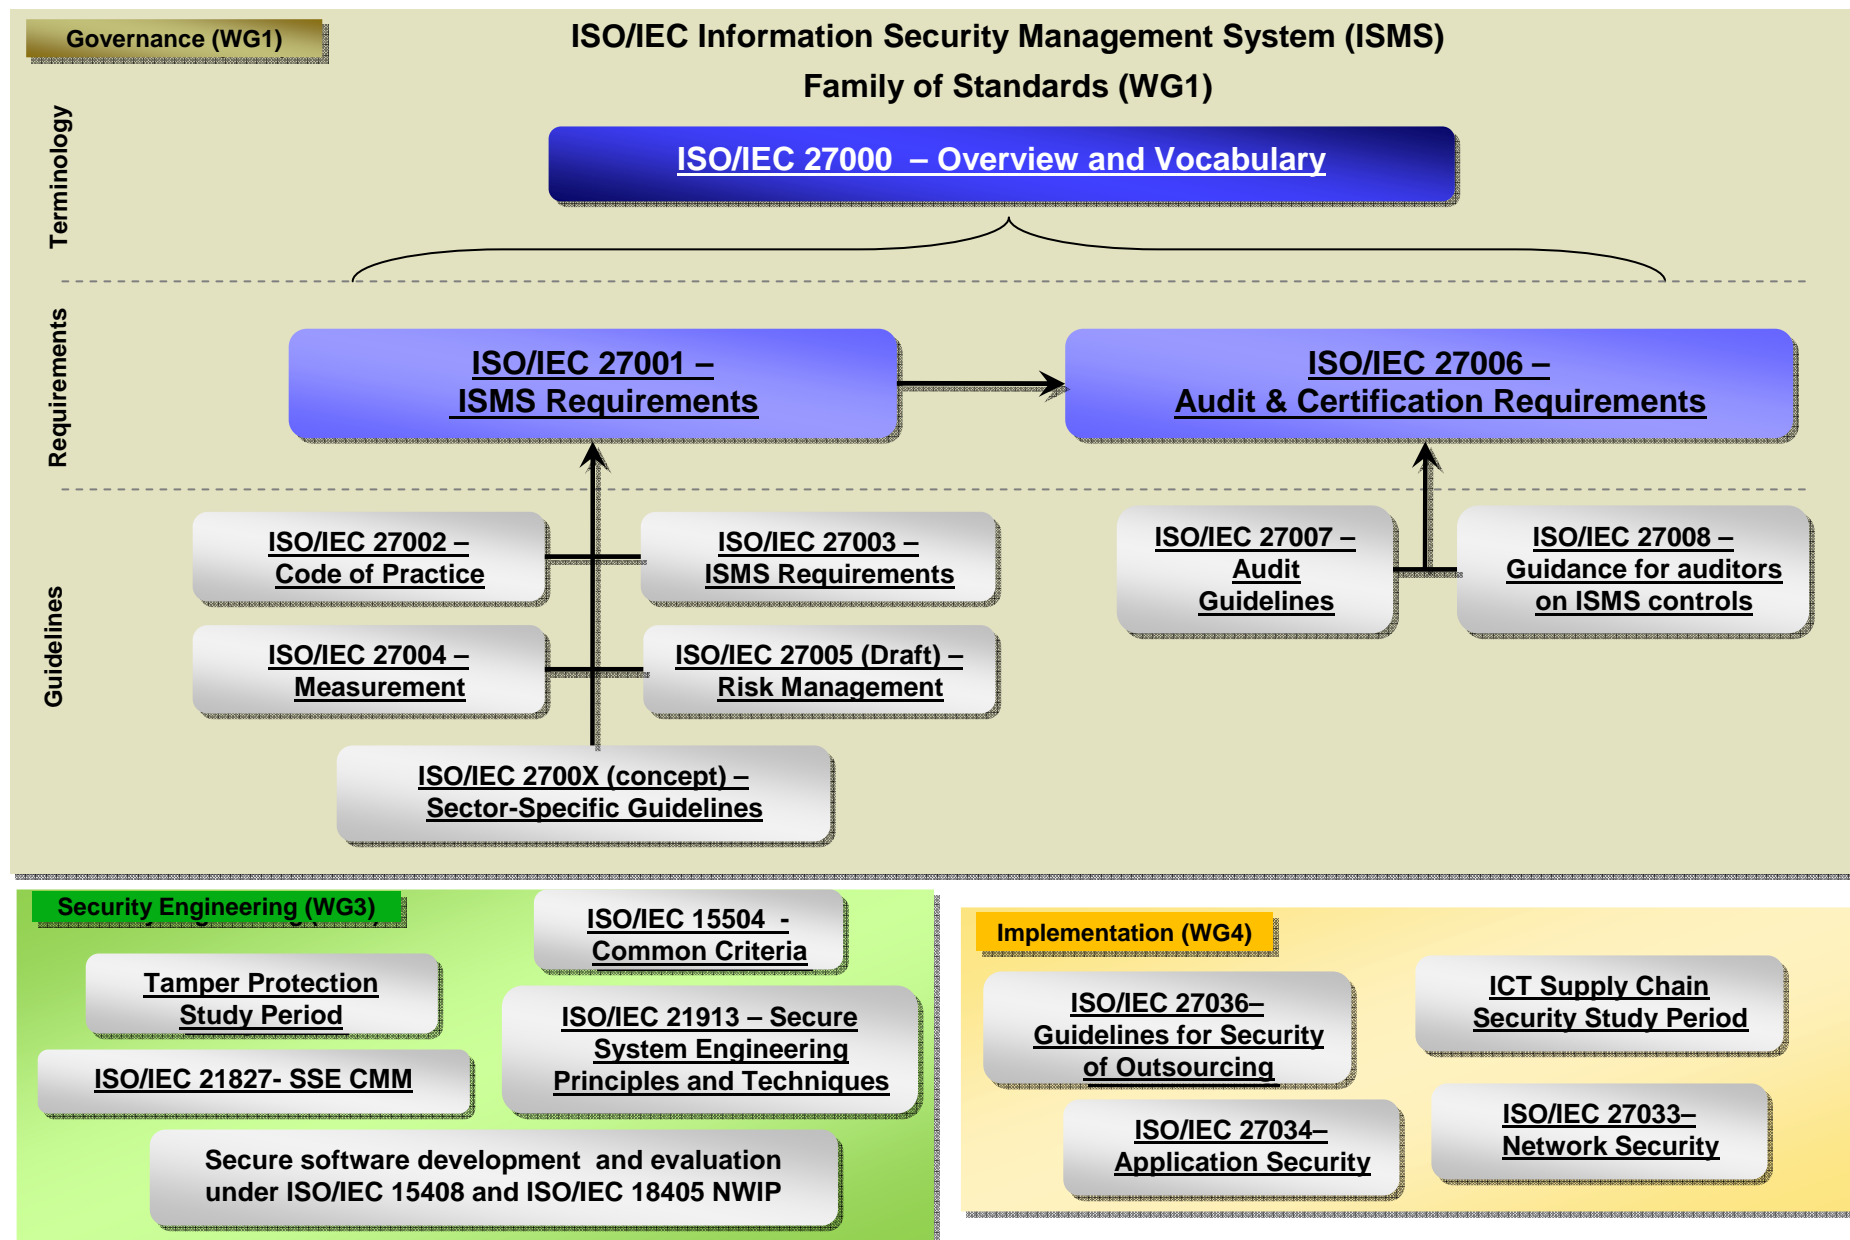 Governance (WG1)
ISO/IEC Information Security Management System (ISMS)
Family of Standards (WG1)
Terminology
ISO/IEC 27000 – Overview and Vocabulary
Requirements
ISO/IEC 27001 –
ISMS Requirements
ISO/IEC 27006 –
Audit & Certification Requirements
Guidelines
ISO/IEC 27002 –
Code of Practice
ISO/IEC 27003 –
ISMS Requirements
ISO/IEC 27007 –
Audit
Guidelines
ISO/IEC 27008 –
Guidance for auditors
on ISMS controls
ISO/IEC 27004 –
Measurement
ISO/IEC 27005 (Draft) –
Risk Management
ISO/IEC 2700X (concept) –
Sector-Specific Guidelines
Security Engineering (WG3)
ISO/IEC 15504 -
Common Criteria
Tamper Protection
Study Period
ISO/IEC 21913 – Secure
System Engineering
Principles and Techniques
ISO/IEC 21827- SSE CMM
Secure software development and evaluation
under ISO/IEC 15408 and ISO/IEC 18405 NWIP
Implementation (WG4)
ISO/IEC 27036–
Guidelines for Security
of Outsourcing
ICT Supply Chain
Security Study Period
ISO/IEC 27034–
Application Security
ISO/IEC 27033–
Network Security